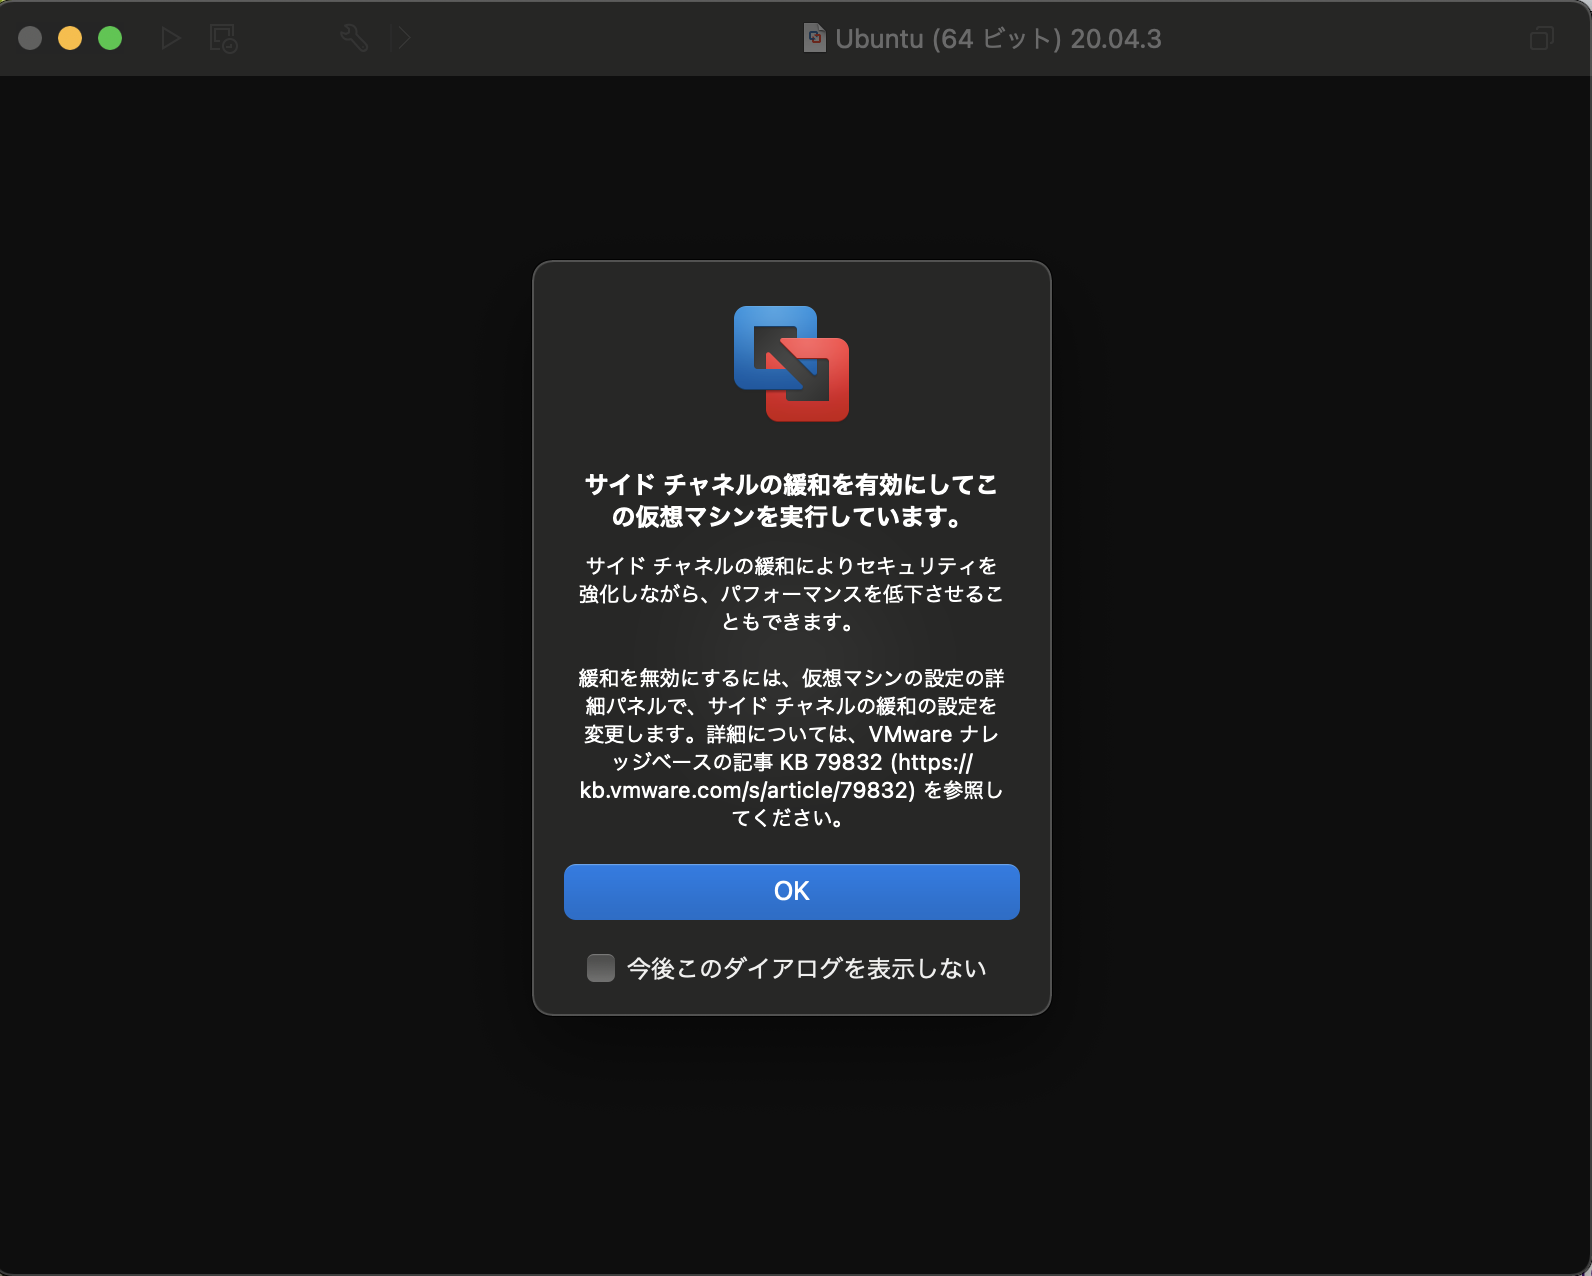 Ubuntu (64 ビット) 20.04.3
サイド チャネルの緩和を有効にしてこ
の仮想マシンを実行しています。
サイド チャネルの緩和によりセキュリティを
強化しながら、パフォーマンスを低下させるこ
ともできます。
緩和を無効にするには、仮想マシンの設定の詳
細パネルで、サイド チャネルの緩和の設定を
変更します。詳細については、VMware ナレ
ッジベースの記事 KB 79832 (https://
kb.vmware.com/s/article/79832) を参照し
てください。
OK
今後このダイアログを表示しない